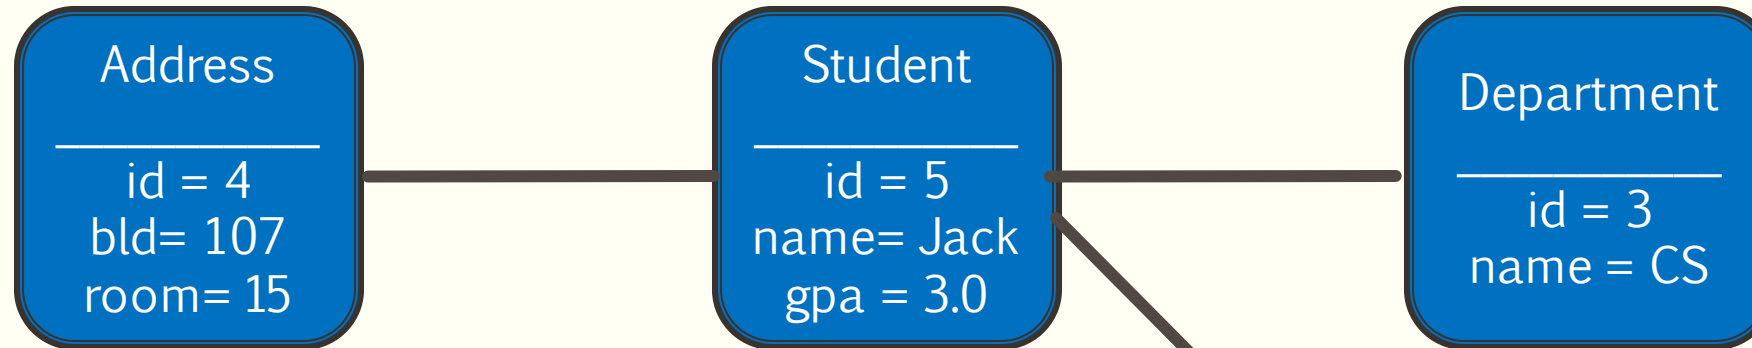 Address
id = 4
bld= 107
room= 15
Student
id = 5
name= Jack
gpa = 3.0
Department
id = 3
name = CS